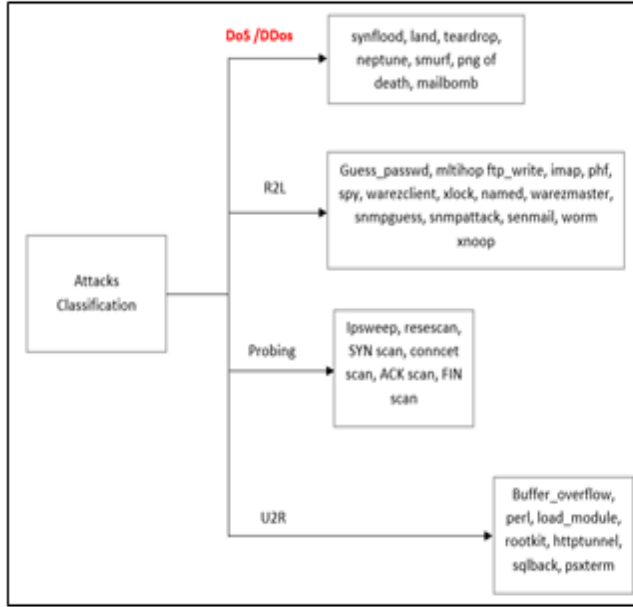 DoS /DDos
synflood, land, teardrop,
neptune, smurf, png of
death, mailbomb
R2L
Guess_passwd, mltihop ftp_write, imap, phf,
spy, warezclient, xlock, named, warezmaster,
snmpguess, snmpattack, senmail, worm
xnoop
Attacks
Classification
Probing
Ipsweep, resescan,
SYN scan, conncet
scan, ACK scan, FIN
scan
U2R
Buffer_overflow,
perl, load_module,
rootkit, httptunnel,
sqlback, psxterm